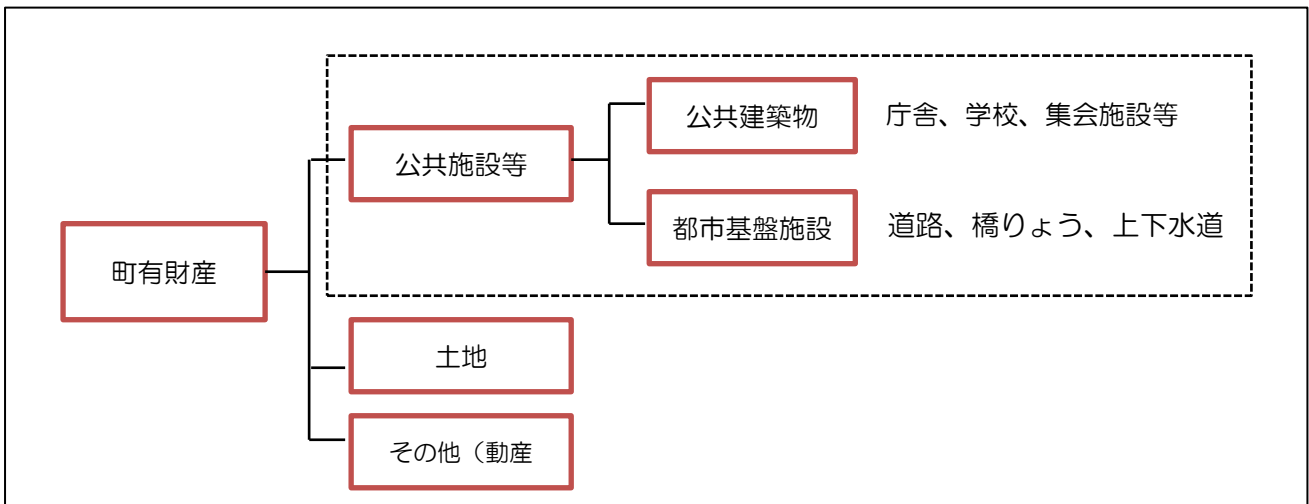 公共建築物
庁舎、学校、集会施設等
公共施設等
都市基盤施設
道路、橋りょう、上下水道
町有財産
土地
その他（動産